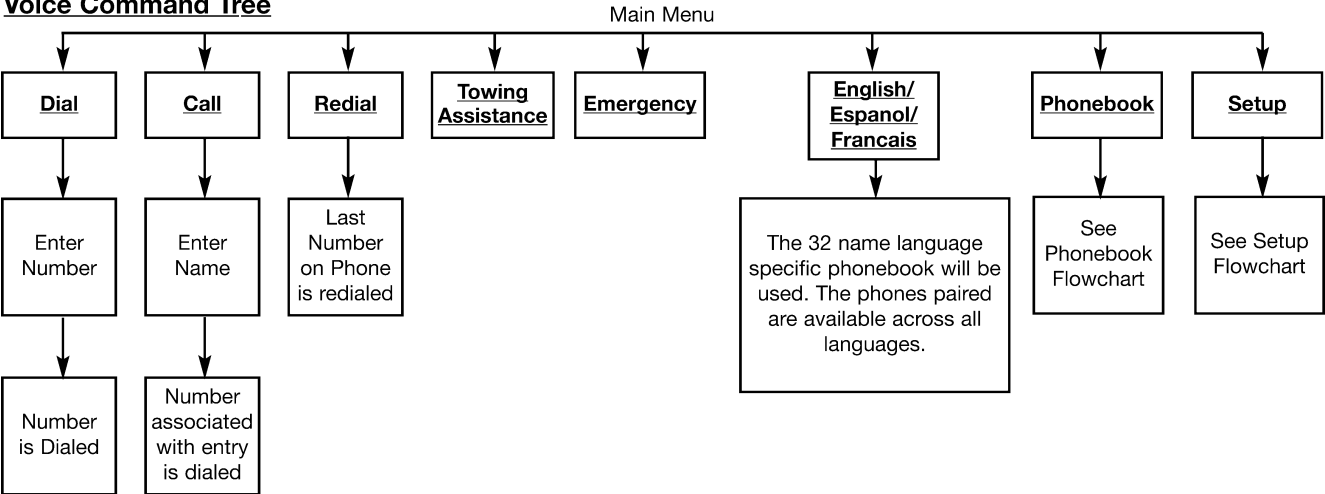 Voice Command Tree
Main Menu
Dial
Call
Redial
Towing
Assistance
Emergency
English/
Espanol/
Francais
Phonebook
Setup
Enter
Number
Enter
Name
Last
Number
on Phone
is redialed
The 32 name language
specific phonebook will be
used. The phones paired
are available across all
languages.
See
Phonebook
Flowchart
See Setup
Flowchart
Number
is Dialed
Number
associated
with entry
is dialed